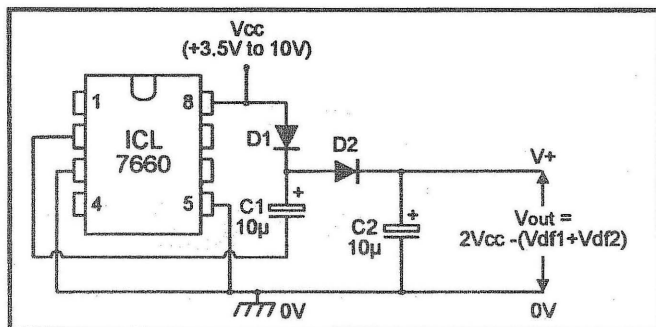 Vcc
(+3.5V to 10V)
1
8
ICL
7660
D1
D2
V+
4
5
C1
10µ
+
C2
10µ
+
Vout =
2Vcc -(Vdf1+Vdf2)
0V
0V